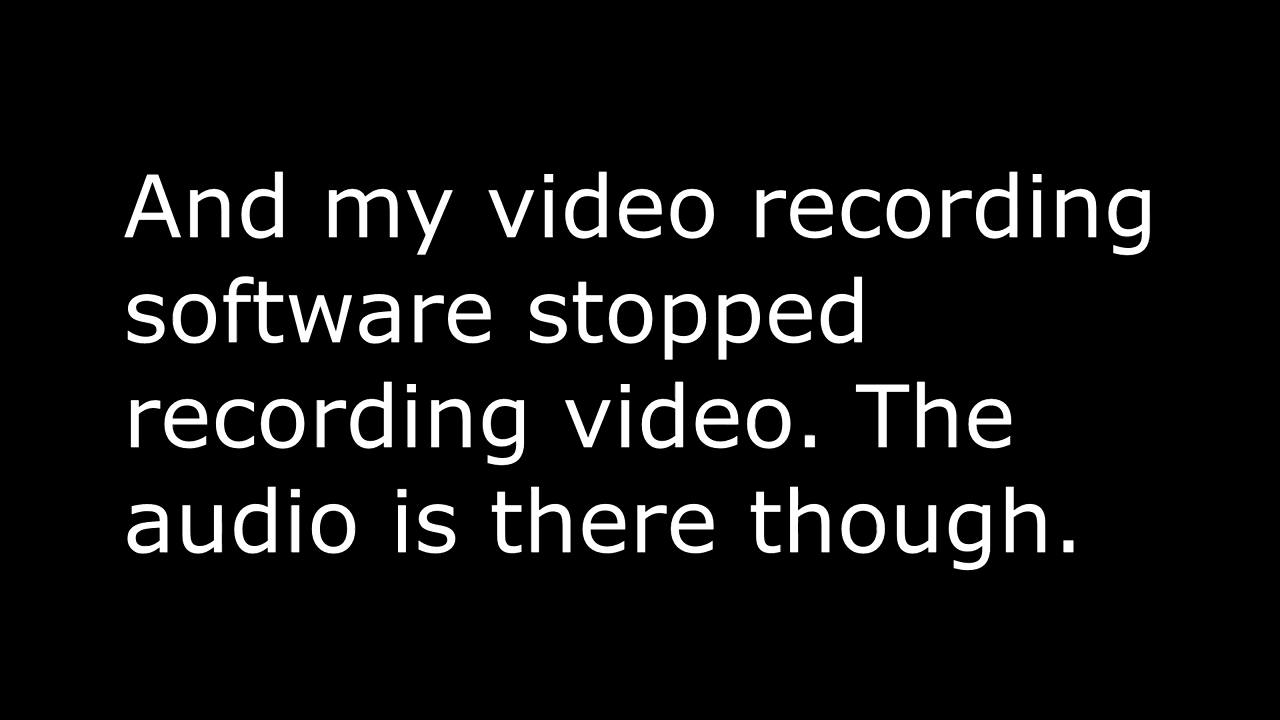 And my video recording
software stopped
recording video. The
audio is there though.